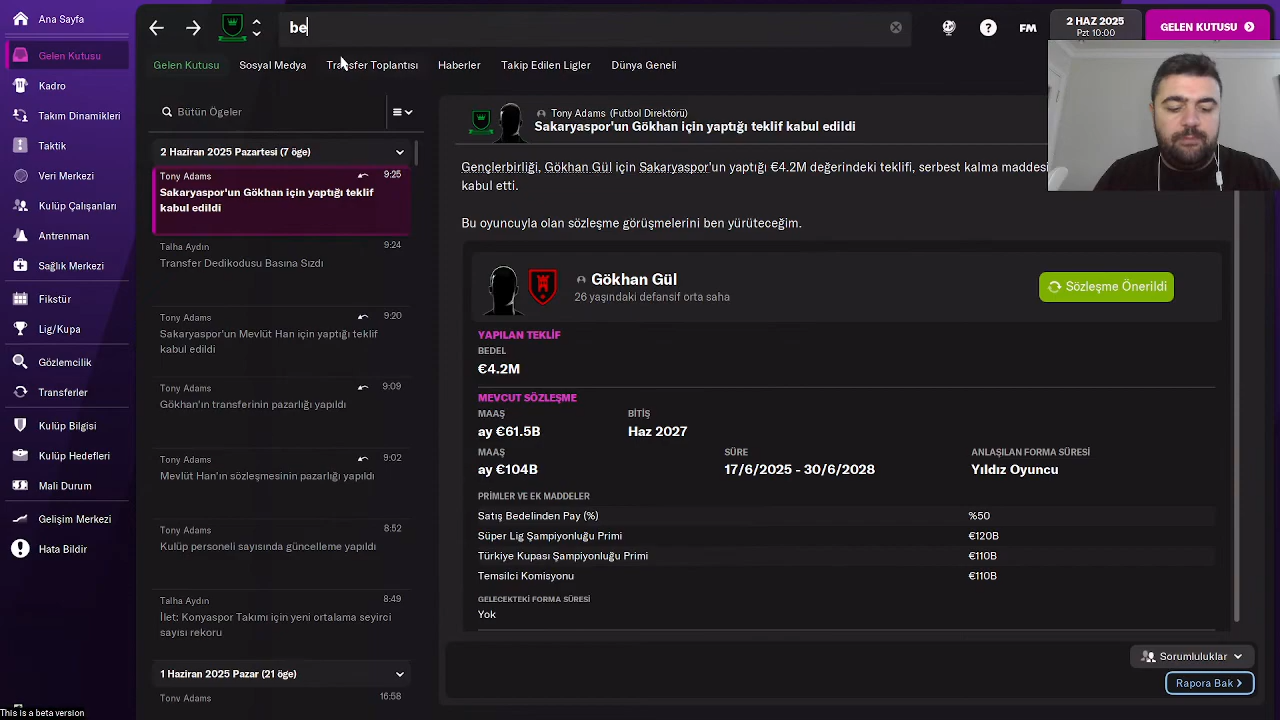 Ana Sayfa
Gelen Kutusu
Kadro
Takım Dinamikleri
Taktik
Veri Merkezi
Kulüp Çalışanları
Antrenman
Sağlık Merkezi
Fikstür
Lig/Kupa
Gözlemcilik
Transferler
Kulüp Bilgisi
Kulüp Hedefleri
Mali Durum
Gelişim Merkezi
Hata Bildir
This is a beta version
be
FM
2 HAZ 2025
Pzt 10:00
GELEN KUTUSU
Gelen Kutusu
Sosyal Medya
Transfer Toplantısı
Haberler
Takip Edilen Ligler
Dünya Geneli
Bütün Ögeler
2 Haziran 2025 Pazartesi (7 öge)
Tony Adams 9:25
Sakaryaspor'un Gökhan için yaptığı teklif
kabul edildi
Talha Aydın 9:24
Transfer Dedikodusu Basına Sızdı
Tony Adams 9:20
Sakaryaspor'un Mevlüt Han için yaptığı teklif
kabul edildi
Tony Adams 9:09
Gökhan'ın transferinin pazarlığı yapıldı
Tony Adams 9:02
Mevlüt Han'ın sözleşmesinin pazarlığı yapıldı
Tony Adams 8:52
Kulüp personeli sayısında güncelleme yapıldı
Talha Aydın 8:49
İlet: Konyaspor Takımı için yeni ortalama seyirci
sayısı rekoru
1 Haziran 2025 Pazar (21 öge)
Tony Adams 16:58
Tony Adams (Futbol Direktörü)
Sakaryaspor'un Gökhan için yaptığı teklif kabul edildi
Gençlerbirliği, Gökhan Gül için Sakaryaspor'un yaptığı €4.2M değerindeki teklifi, serbest kalma maddesi
kabul etti.
Bu oyuncuyla olan sözleşme görüşmelerini ben yürüteceğim.
Gökhan Gül
26 yaşındaki defansif orta saha
Sözleşme Önerildi
YAPILAN TEKLİF
BEDEL
€4.2M
MEVCUT SÖZLEŞME
MAAŞ BİTİŞ
ay €61.5B Haz 2027
MAAŞ SÜRE ANLAŞILAN FORMA SÜRESİ
ay €104B 17/6/2025 - 30/6/2028 Yıldız Oyuncu
PRİMLER VE EK MADDELER
Satış Bedelinden Pay (%) %50
Süper Lig Şampiyonluğu Primi €120B
Türkiye Kupası Şampiyonluğu Primi €110B
Temsilci Komisyonu €110B
GELECEKTEKİ FORMA SÜRESİ
Yok
Sorumluluklar
Rapora Bak